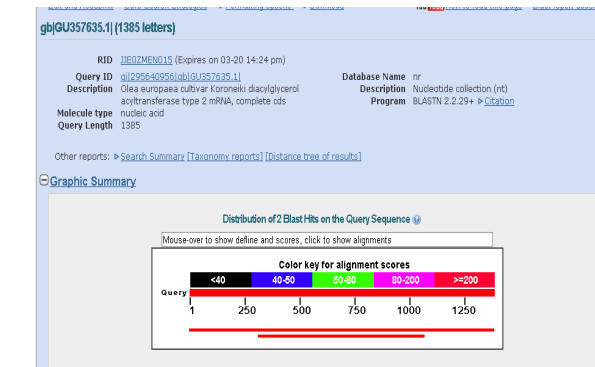 gb|GU357635.1| (1385 letters)
RID JJE0ZMEN015 (Expires on 03-20 14:24 pm)
Query ID gi|295640956|gb|GU357635.1|
Description Olea europaea cultivar Koroneiki diacylglycerol
acyltransferase type 2 mRNA, complete cds
Molecule type nucleic acid
Query Length 1385
Database Name nr
Description Nucleotide collection (nt)
Program BLASTN 2.2.29+ Citation
Other reports: Search Summary [Taxonomy reports] [Distance tree of results]
Graphic Summary
Distribution of 2 Blast Hits on the Query Sequence
Mouse-over to show defline and scores, click to show alignments
Color key for alignment scores
<40 40-50 50-80 80-200 >=200
Query
1 250 500 750 1000 1250